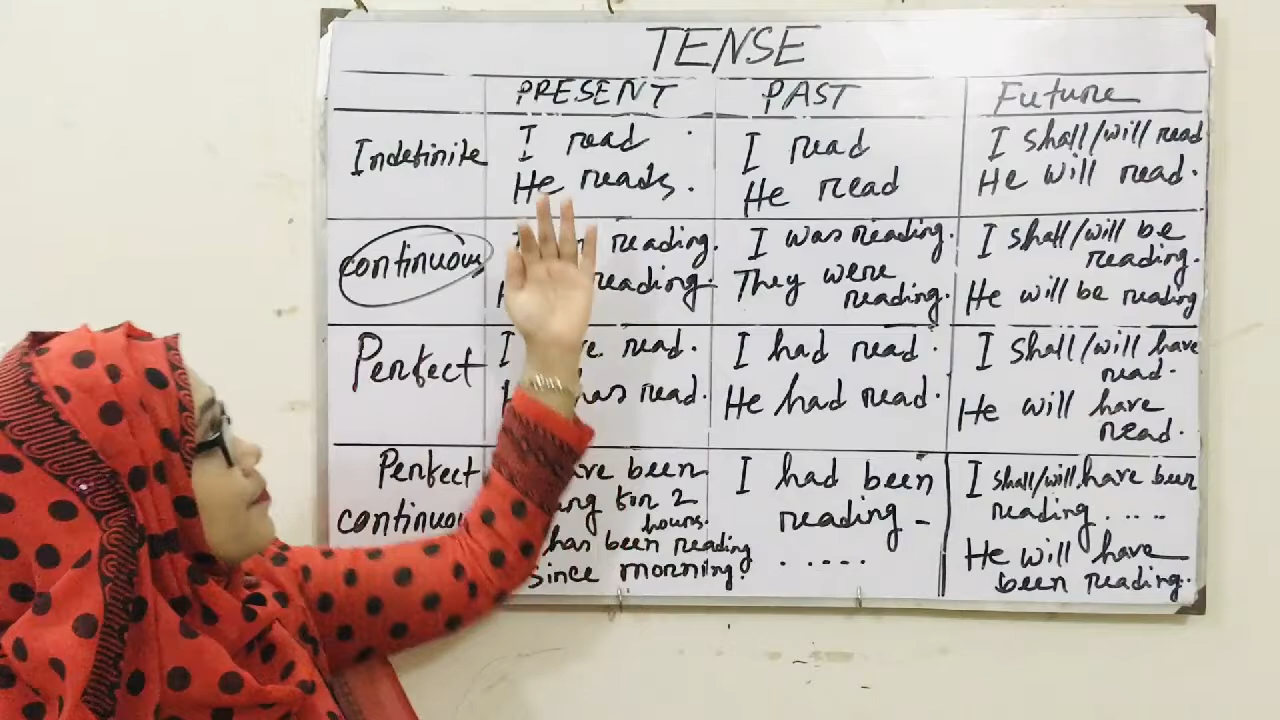 TENSE
PRESENT PAST Future
Indefinite
I read
He reads.
I read
He read
I shall/will read
He will read.
continuous
reading.
reading.
I was reading.
They were
reading.
I shall/will be
reading.
He will be reading
Perfect
I read.
has read.
I had read.
He had read.
I shall/will have
read.
He will have
read.
Perfect
been
for 2
hours.
has been reading
since morning.
I had been
reading -
. . . . .
I shall/will have been
reading . . . .
He will have
been reading.